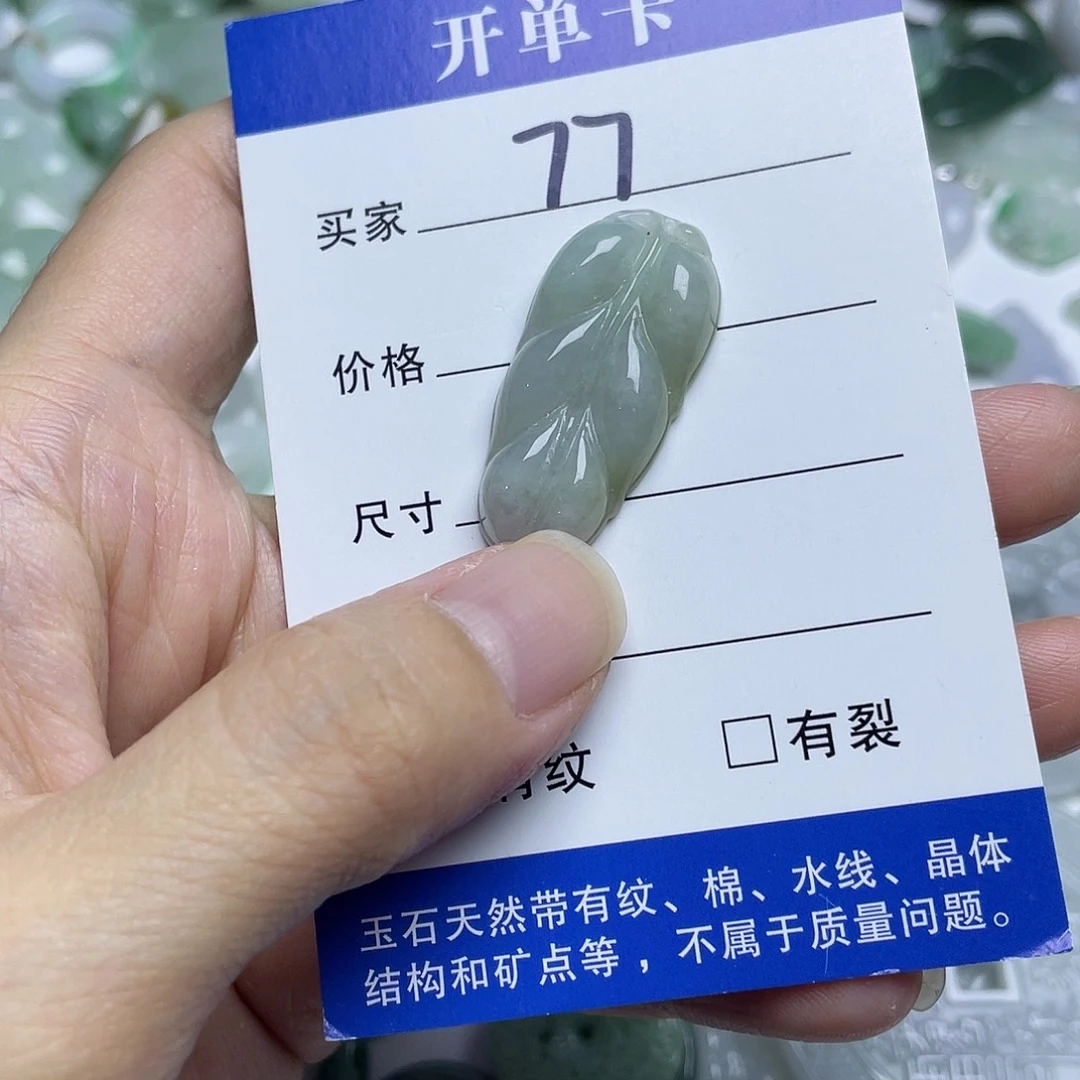 开单卡
买家 77
价格
尺寸
有纹 □有裂
玉石天然带有纹、棉、水线、晶体
结构和矿点等，不属于质量问题。